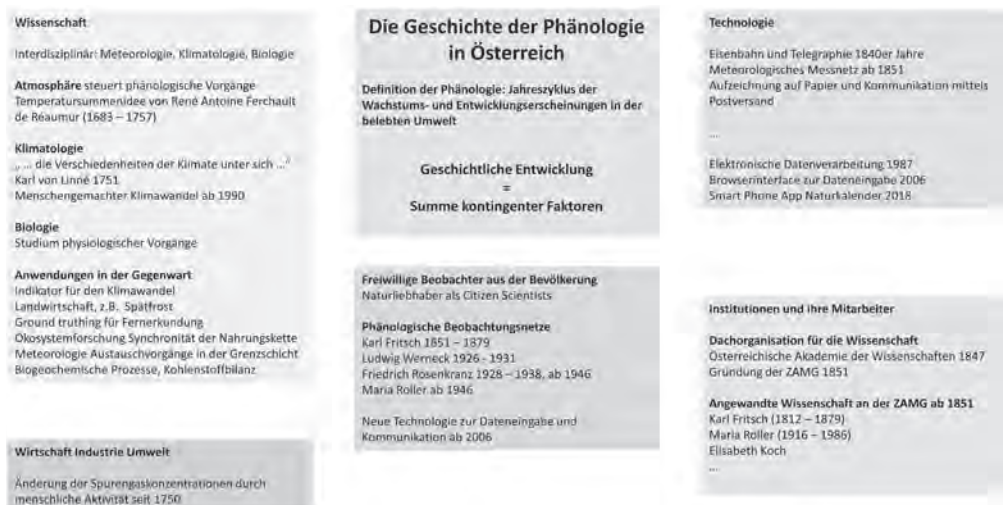 Wissenschaft
Interdisziplinär: Meteorologie, Klimatologie, Biologie
Atmosphäre steuert phänologische Vorgänge
Temperatursummenidee von René Antoine Ferchault
de Réaumur (1683 – 1757)
Klimatologie
„ ... die Verschiedenheiten der Klimate unter sich ..."
Karl von Linné 1751
Menschengemachter Klimawandel ab 1990
Biologie
Studium physiologischer Vorgänge
Anwendungen in der Gegenwart
Indikator für den Klimawandel
Landwirtschaft, z.B. Spätfrost
Ground truthing für Fernerkundung
Ökosystemforschung Synchronität der Nahrungskette
Meteorologie Austauschvorgänge in der Grenzschicht
Biogeochemische Prozesse, Kohlenstoffbilanz
Wirtschaft Industrie Umwelt
Änderung der Spurengaskonzentrationen durch
menschliche Aktivität seit 1750
Die Geschichte der Phänologie
in Österreich
Definition der Phänologie: Jahreszyklus der
Wachstums- und Entwicklungserscheinungen in der
belebten Umwelt
Geschichtliche Entwicklung
=
Summe kontingenter Faktoren
Freiwillige Beobachter aus der Bevölkerung
Naturliebhaber als Citizen Scientists
Phänologische Beobachtungsnetze
Karl Fritsch 1851 – 1879
Ludwig Werneck 1926 - 1931
Friedrich Rosenkranz 1928 – 1938, ab 1946
Maria Roller ab 1946
Neue Technologie zur Dateneingabe und
Kommunikation ab 2006
Technologie
Eisenbahn und Telegraphie 1840er Jahre
Meteorologisches Messnetz ab 1851
Aufzeichnung auf Papier und Kommunikation mittels
Postversand
...
Elektronische Datenverarbeitung 1987
Browserinterface zur Dateneingabe 2006
Smart Phone App Naturkalender 2018
Institutionen und ihre Mitarbeiter
Dachorganisation für die Wissenschaft
Österreichische Akademie der Wissenschaften 1847
Gründung der ZAMG 1851
Angewandte Wissenschaft an der ZAMG ab 1851
Karl Fritsch (1812 – 1879)
Maria Roller (1916 – 1986)
Elisabeth Koch
...